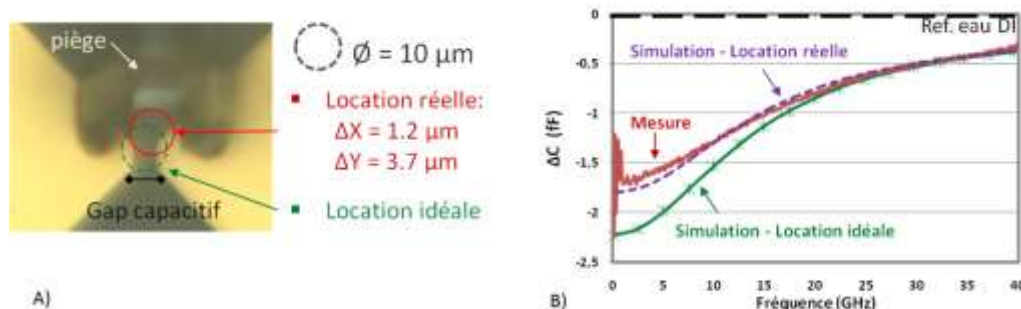 piège
Ø = 10 µm
Location réelle:
ΔX = 1.2 µm
ΔY = 3.7 µm
Gap capacitif
Location idéale
A)
0
-0.5
-1
-1.5
-2
-2.5
ΔC (fF)
Ref. eau DI
Simulation - Location réelle
Mesure
Simulation - Location idéale
0 5 10 15 20 25 30 35 40
Fréquence (GHz)
B)